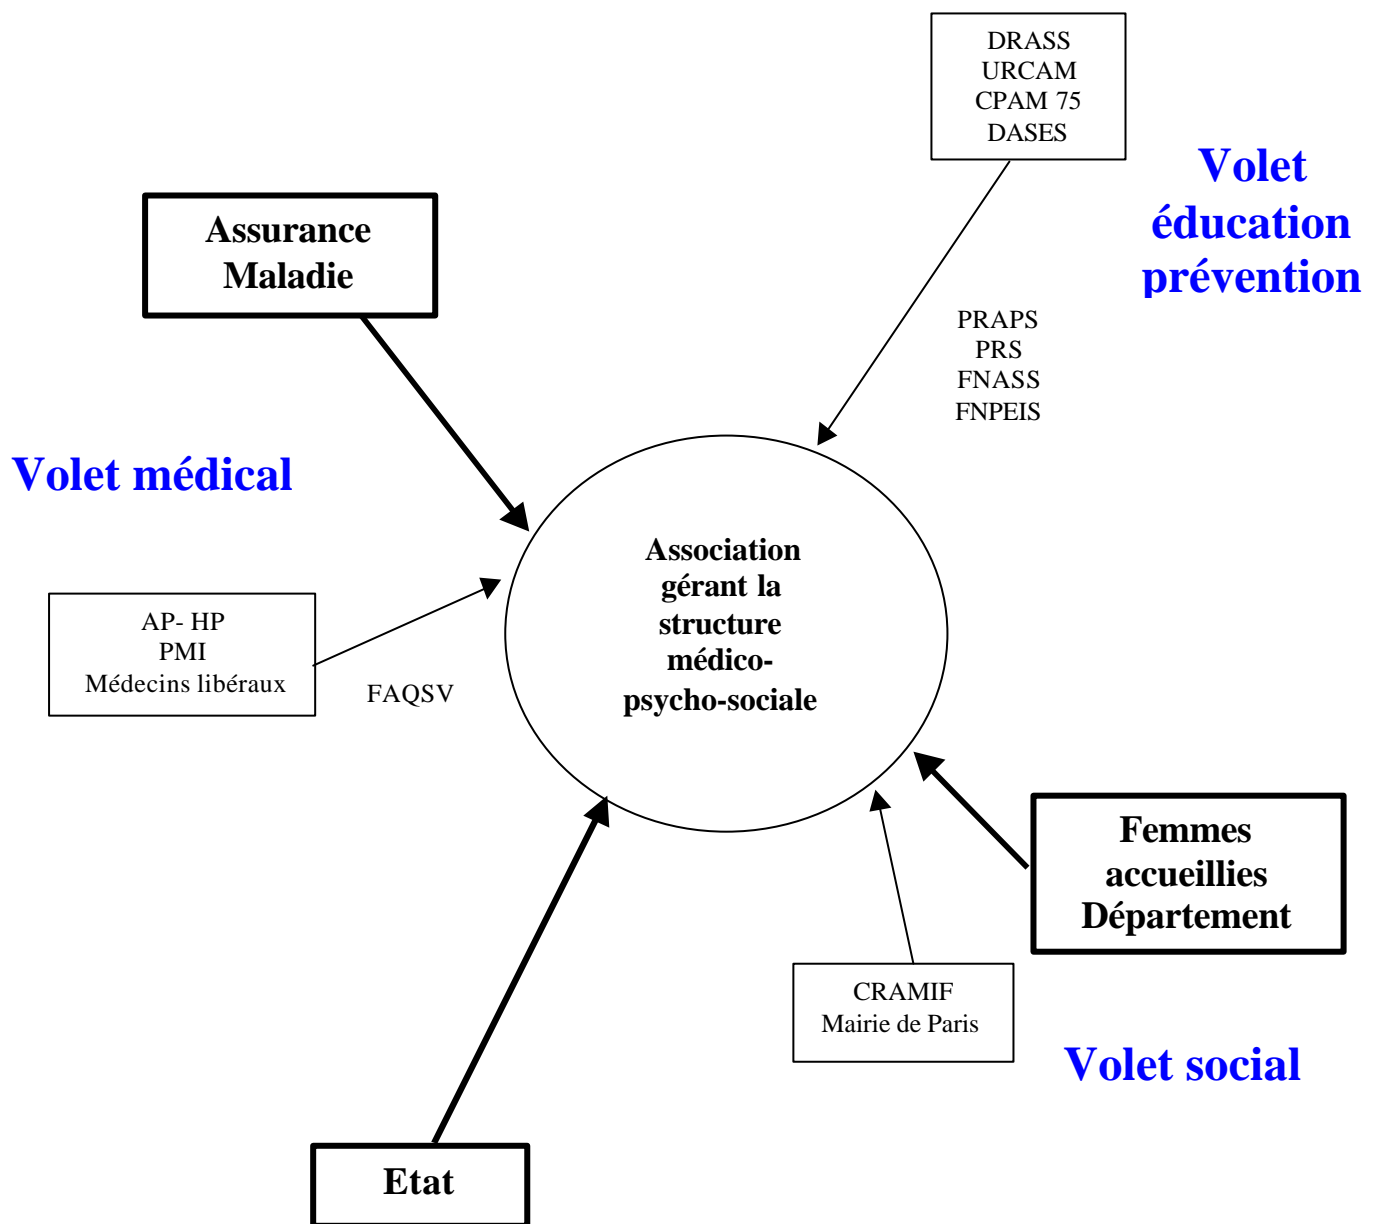 DRASS
URCAM
CPAM 75
DASES
Volet
éducation
prévention
Assurance
Maladie
PRAPS
PRS
FNASS
FNPEIS
Volet médical
Association
gérant la
structure
médico-
psycho-sociale
AP- HP
PMI
Médecins libéraux
FAQSV
Femmes
accueillies
Département
CRAMIF
Mairie de Paris
Volet social
Etat